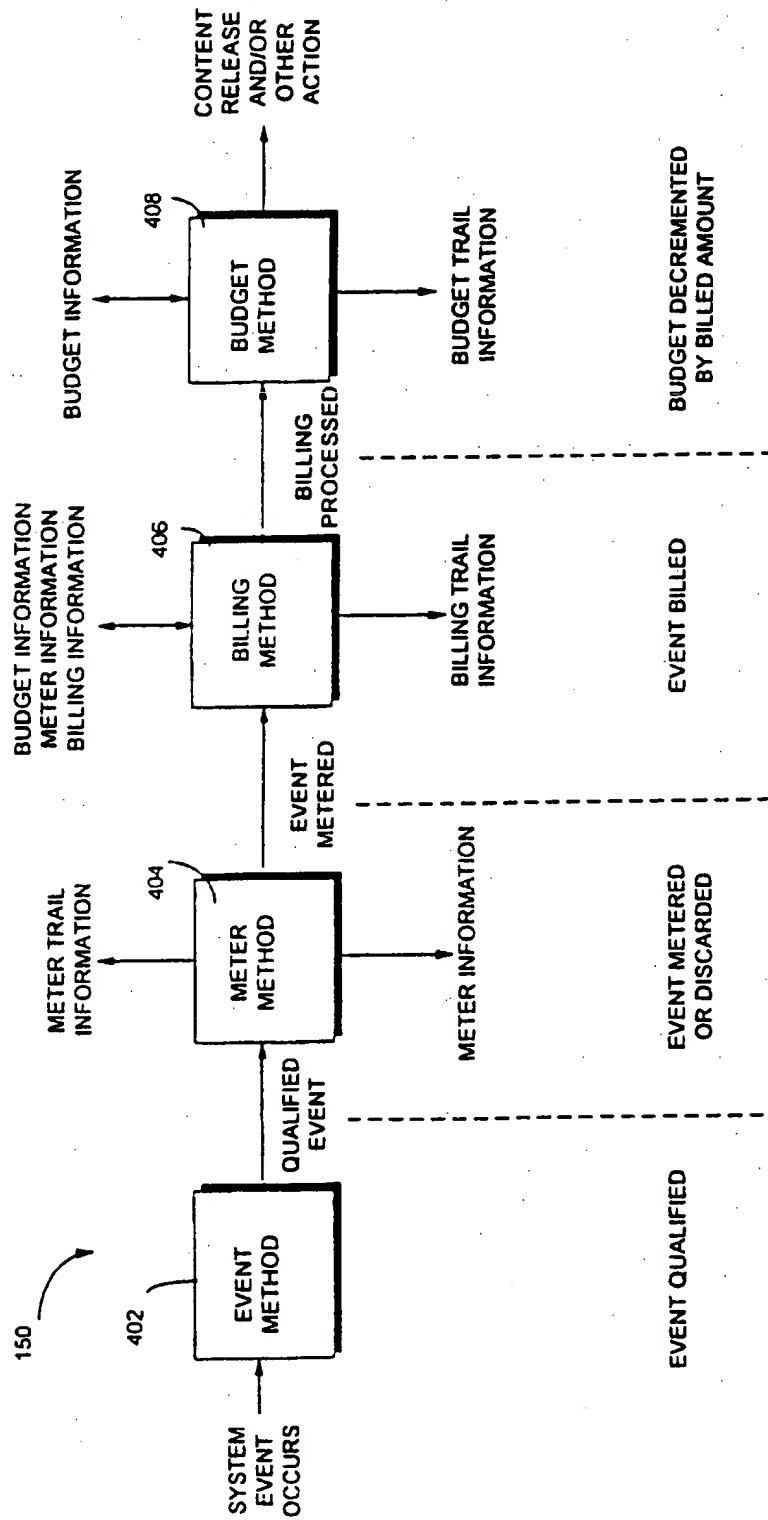 150
SYSTEM
EVENT
OCCURS
402
EVENT
METHOD
QUALIFIED
EVENT
METER TRAIL
INFORMATION
404
METER
METHOD
METER INFORMATION
EVENT
METERED
BUDGET INFORMATION
METER INFORMATION
BILLING INFORMATION
406
BILLING
METHOD
BILLING TRAIL
INFORMATION
BILLING
PROCESSED
BUDGET INFORMATION
408
BUDGET
METHOD
BUDGET TRAIL
INFORMATION
CONTENT
RELEASE
AND/OR
OTHER
ACTION
EVENT QUALIFIED
EVENT METERED
OR DISCARDED
EVENT BILLED
BUDGET DECREMENTED
BY BILLED AMOUNT